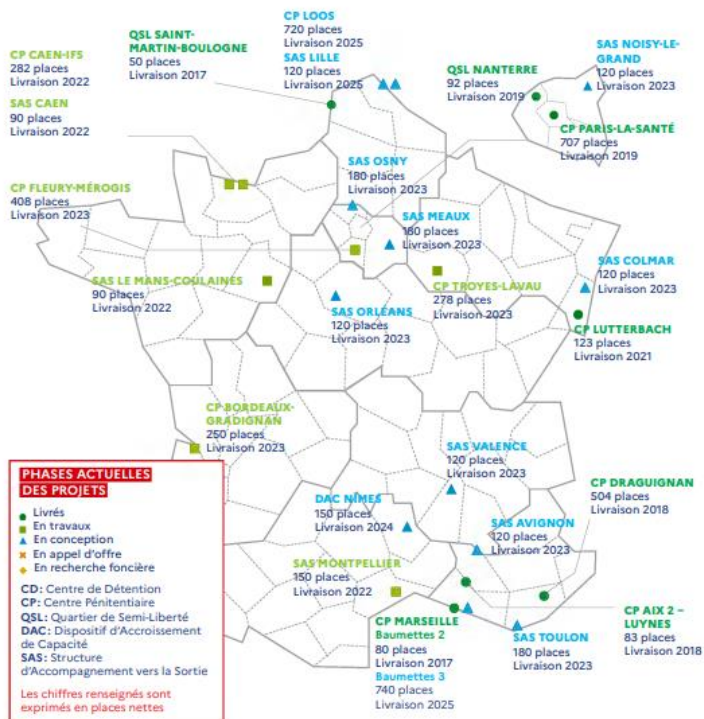 CP LOOS
720 places
Livraison 2025
SAS LILLE
120 places
Livraison 2025
QSL SAINT-
MARTIN-BOULOGNE
50 places
Livraison 2017
CP CAEN-IFS
282 places
Livraison 2022
SAS CAEN
90 places
Livraison 2022
SAS NOISY-LE-
GRAND
120 places
Livraison 2023
QSL NANTERRE
92 places
Livraison 2019
CP PARIS-LA-SANTÉ
707 places
Livraison 2019
SAS OSNY
180 places
Livraison 2023
CP FLEURY-MÉROGIS
408 places
Livraison 2023
SAS MEAUX
180 places
Livraison 2023
SAS COLMAR
120 places
Livraison 2023
SAS LE MANS-COULAINES
90 places
Livraison 2022
CP TROYES-LAVAU
278 places
Livraison 2023
SAS ORLÉANS
120 places
Livraison 2023
CP LUTTERBACH
123 places
Livraison 2021
CP BORDEAUX-
GRADIGNAN
250 places
Livraison 2023
SAS VALENCE
120 places
Livraison 2023
CP DRAGUIGNAN
504 places
Livraison 2018
DAC NÎMES
150 places
Livraison 2024
SAS AVIGNON
120 places
Livraison 2023
SAS MONTPELLIER
150 places
Livraison 2022
CP MARSEILLE
Baumettes 2
80 places
Livraison 2017
Baumettes 3
740 places
Livraison 2025
SAS TOULON
180 places
Livraison 2023
CP AIX 2 –
LUYNES
83 places
Livraison 2018
PHASES ACTUELLES
DES PROJETS
Livrés
En travaux
En conception
En appel d'offre
En recherche foncière
CD: Centre de Détention
CP: Centre Pénitentiaire
QSL: Quartier de Semi-Liberté
DAC: Dispositif d'Accroissement
de Capacité
SAS: Structure
d'Accompagnement vers la Sortie
Les chiffres renseignés sont
exprimés en places nettes